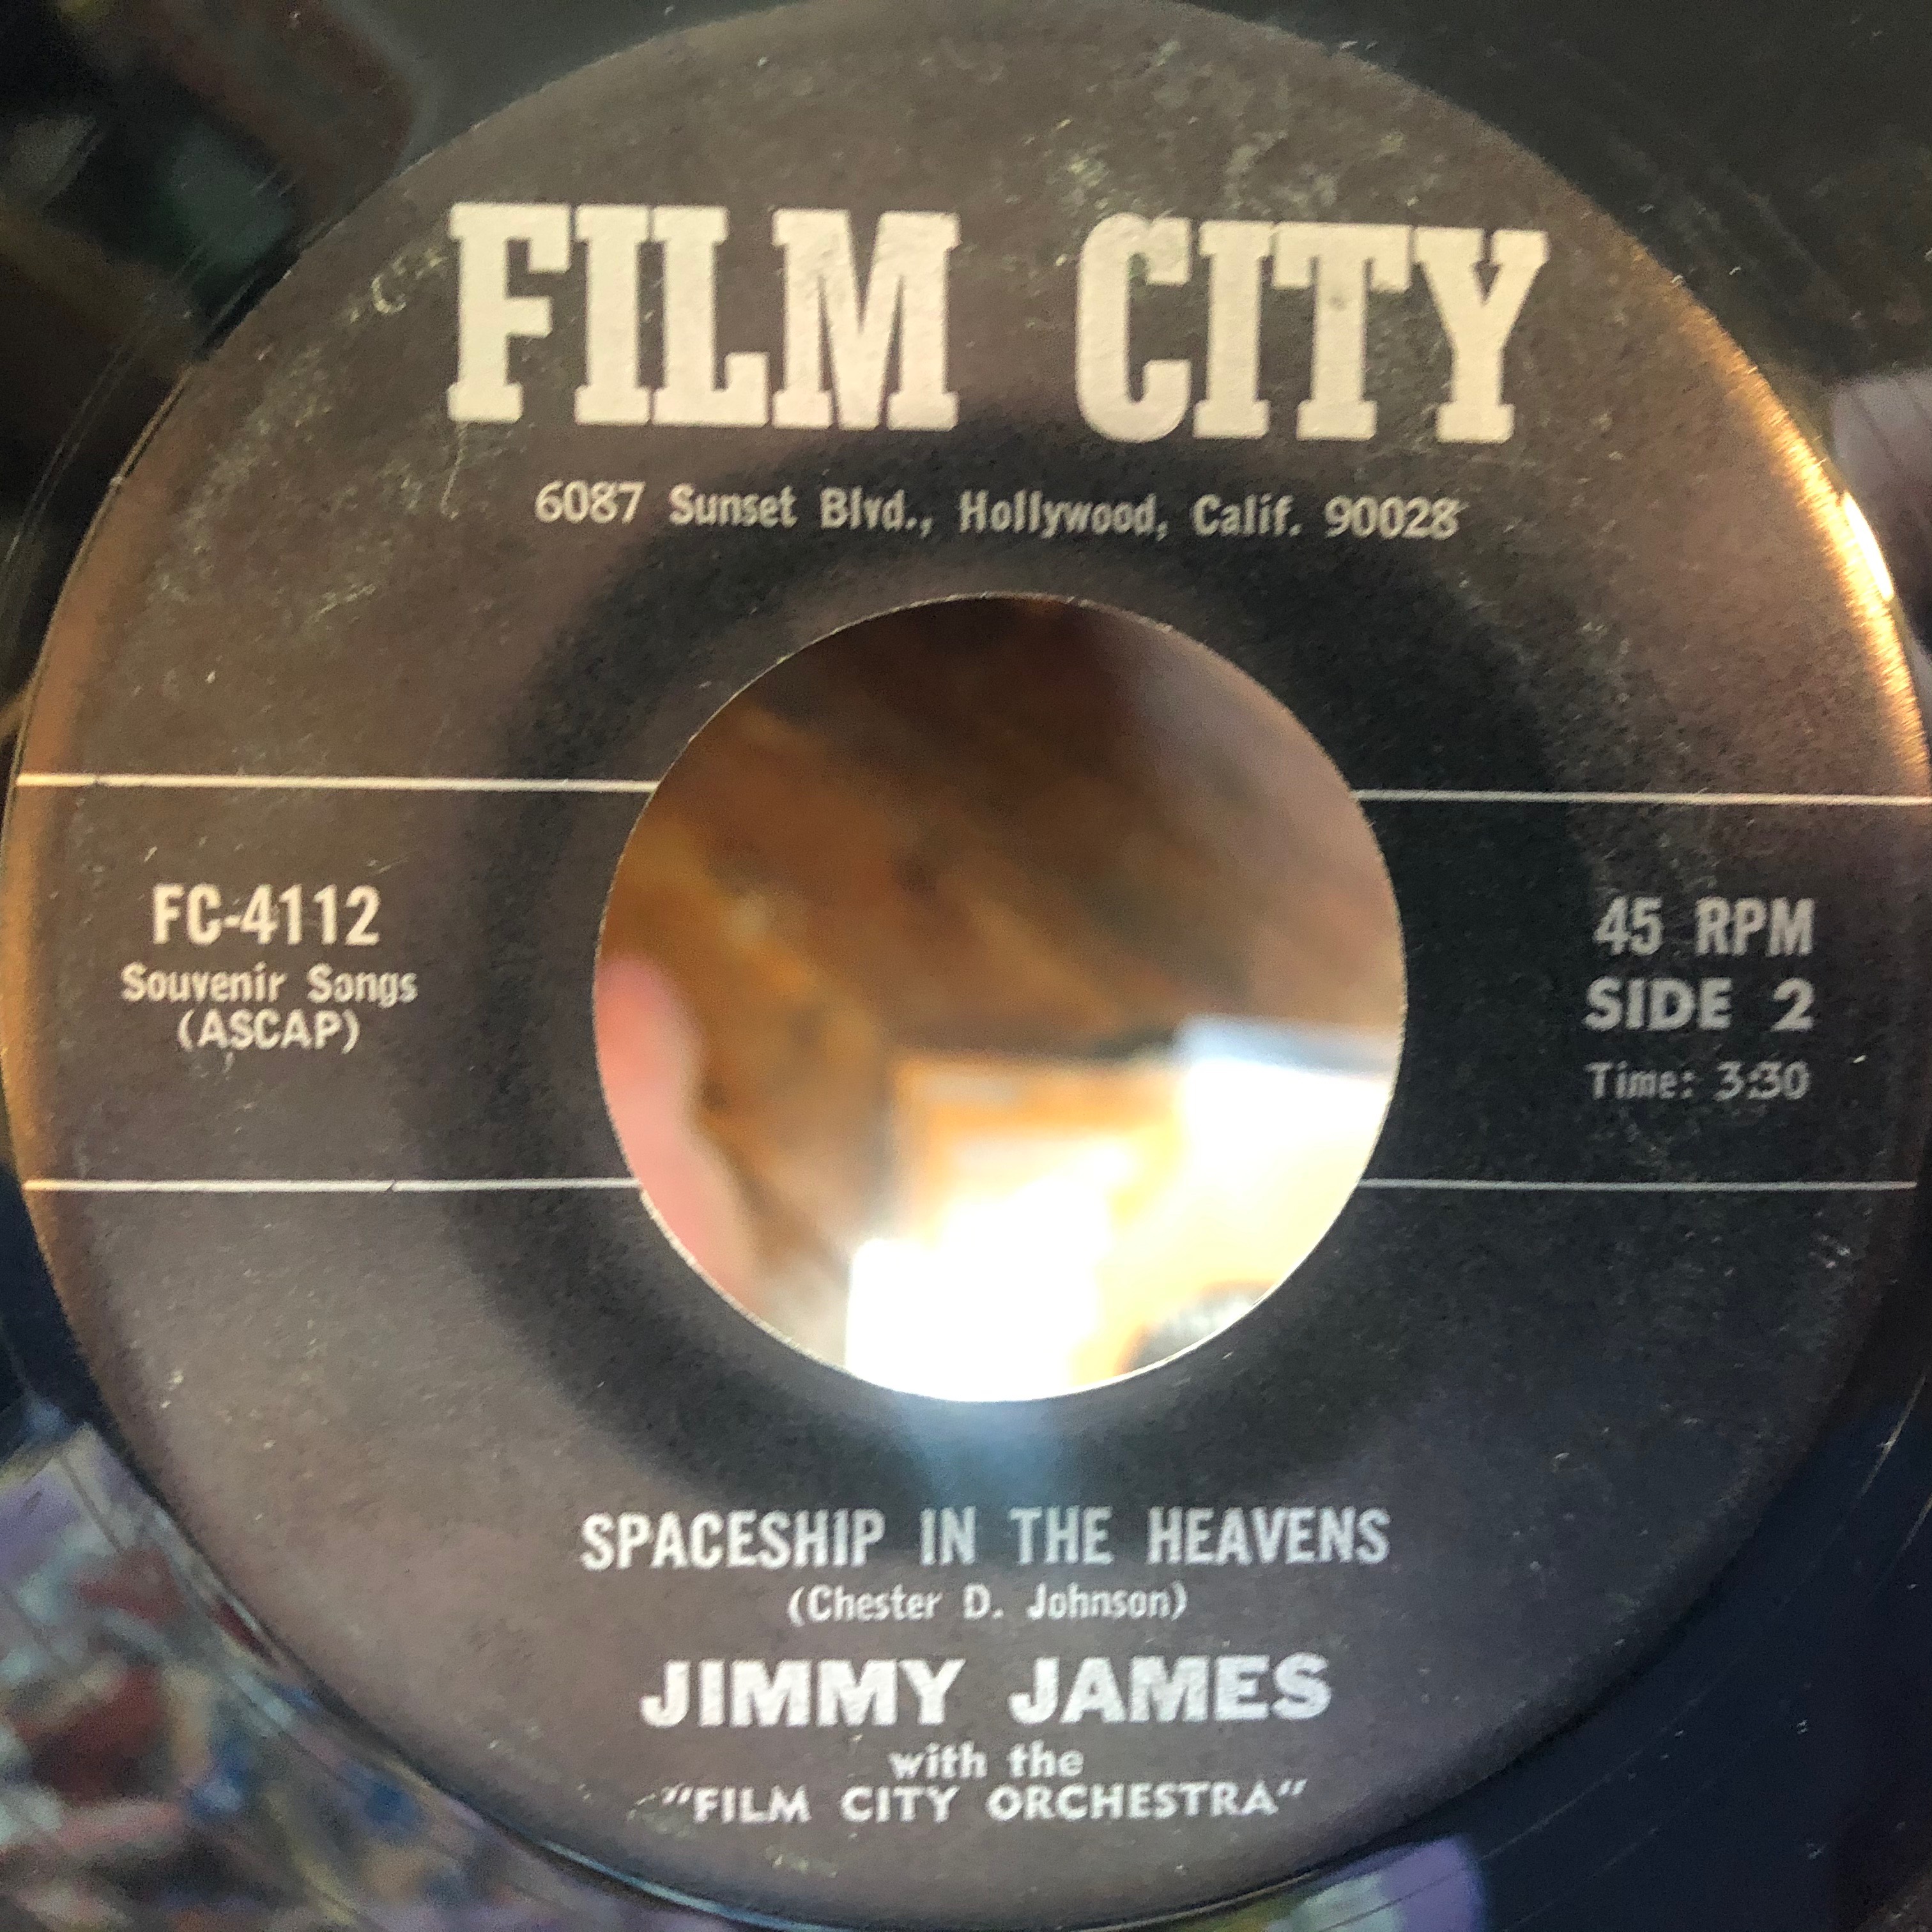 FILM CITY
6087 Sunset Blvd., Hollywood, Calif. 90028
FC-4112
Souvenir Songs
(ASCAP)
45 RPM
SIDE 2
Time: 3:30
SPACESHIP IN THE HEAVENS
(Chester D. Johnson)
JIMMY JAMES
with the
"FILM CITY ORCHESTRA"